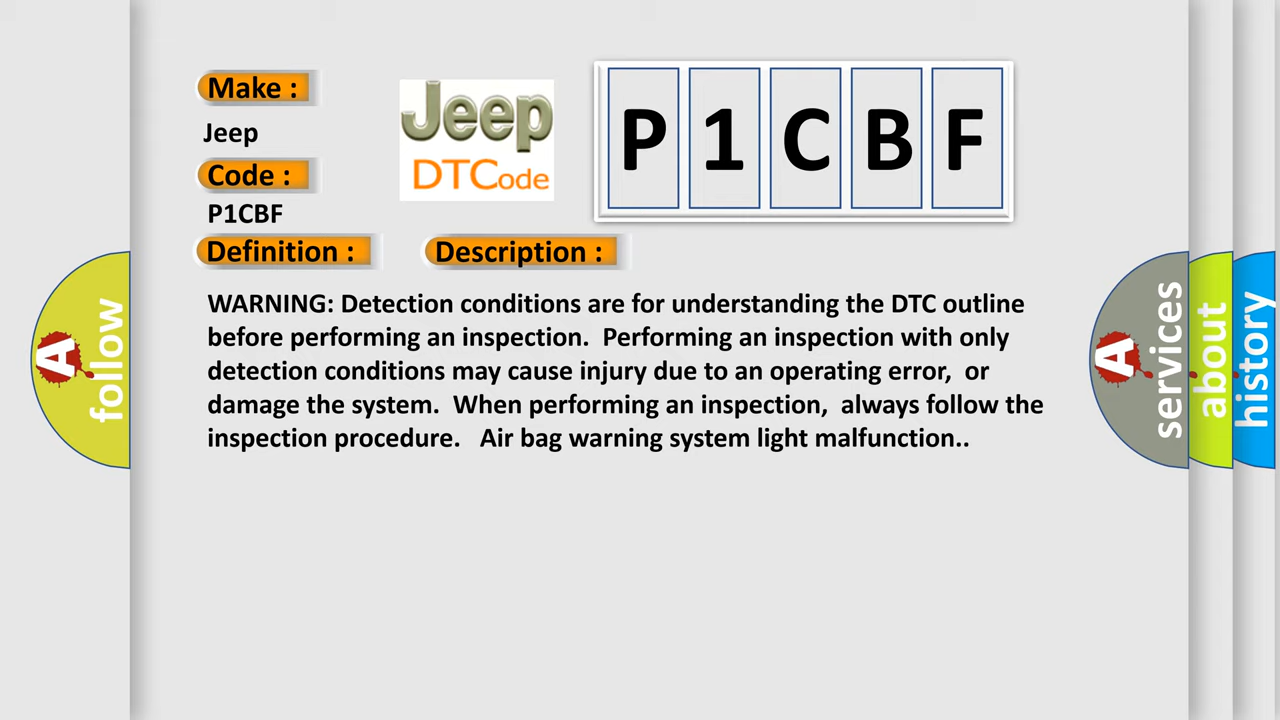 Make :
Jeep
Code :
P1CBF
Definition :
Description :
Jeep
DTCode
P1CBF
WARNING: Detection conditions are for understanding the DTC outline
before performing an inspection.  Performing an inspection with only
detection conditions may cause injury due to an operating error,  or
damage the system.  When performing an inspection,  always follow the
inspection procedure.   Air bag warning system light malfunction..
A follow
A services
about
history